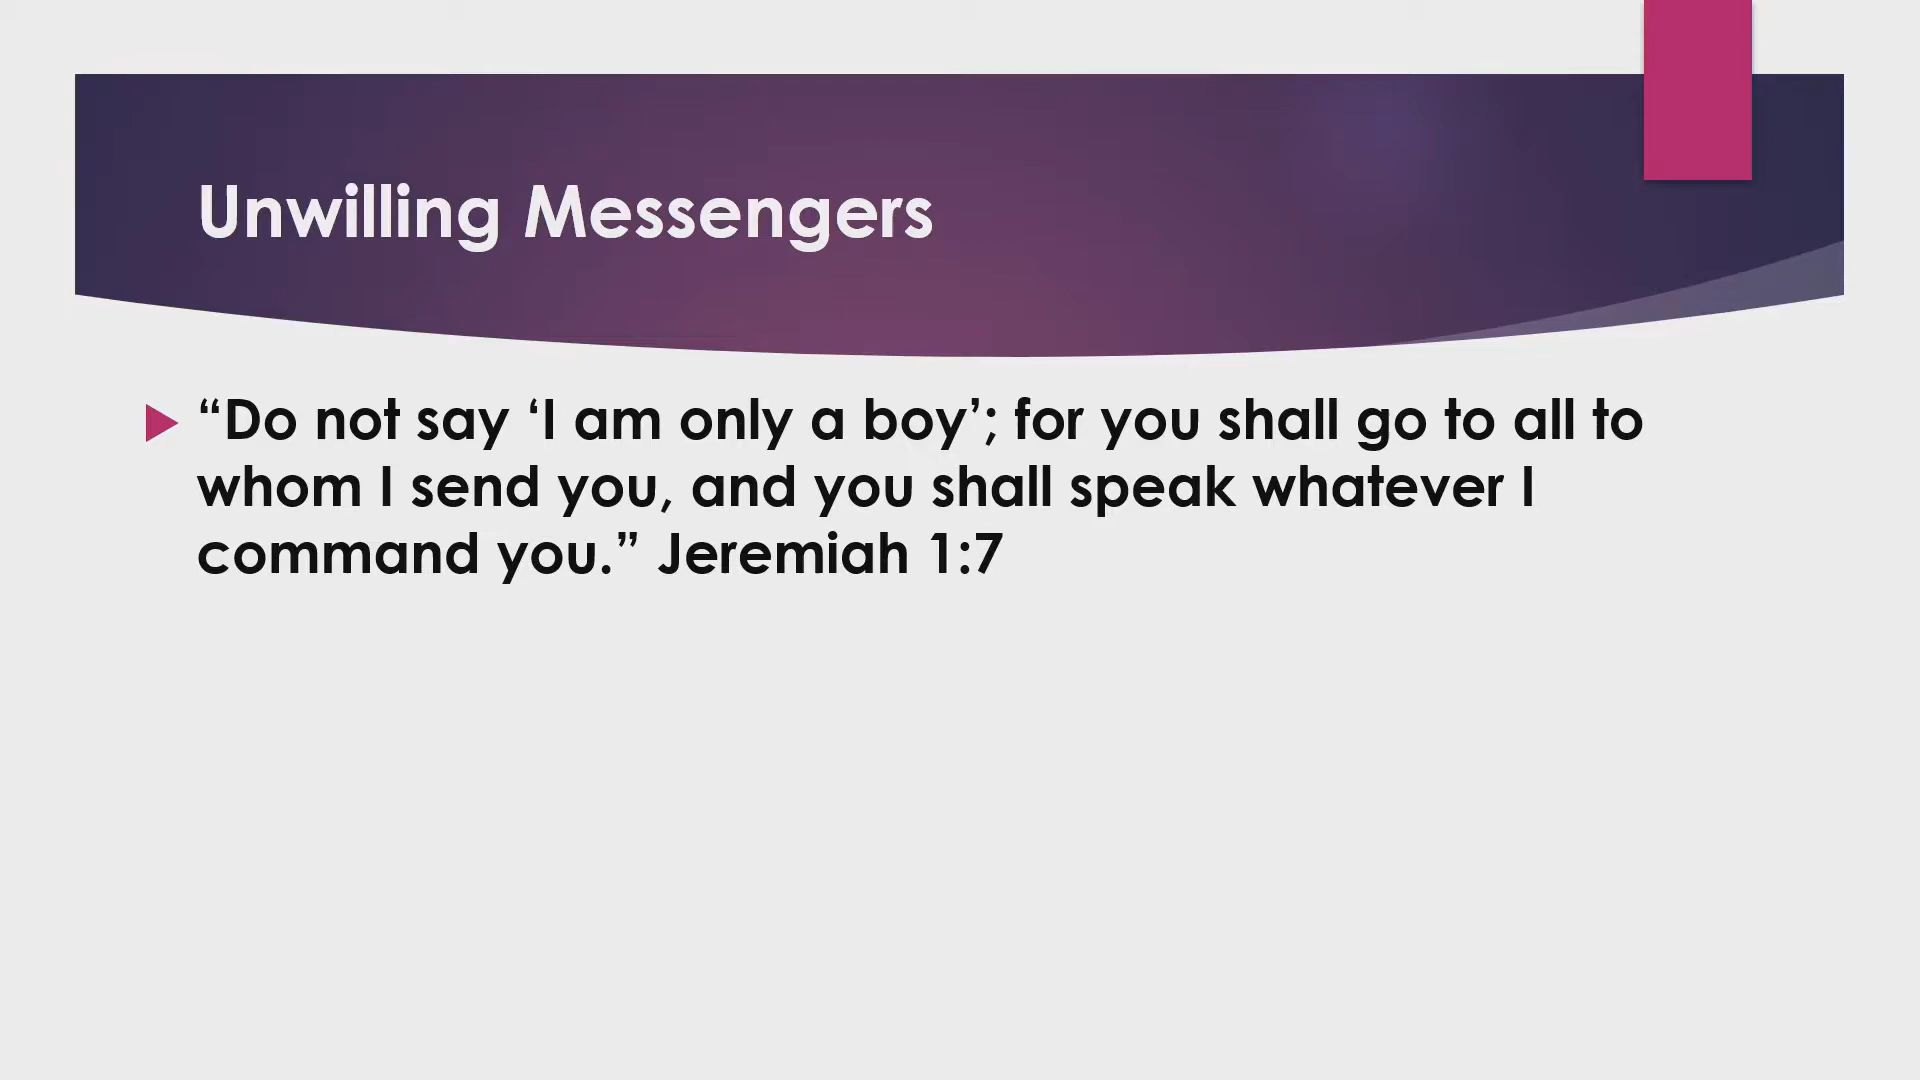 Unwilling Messengers
“Do not say ‘I am only a boy’; for you shall go to all to
whom I send you, and you shall speak whatever I
command you.” Jeremiah 1:7